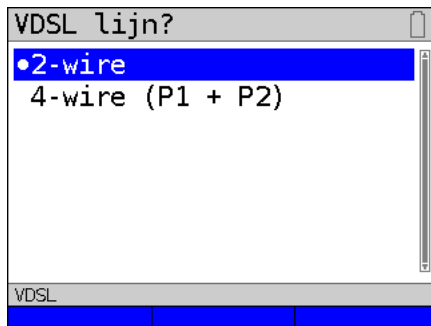 VDSL lijn?
•2-wire
4-wire (P1 + P2)
VDSL